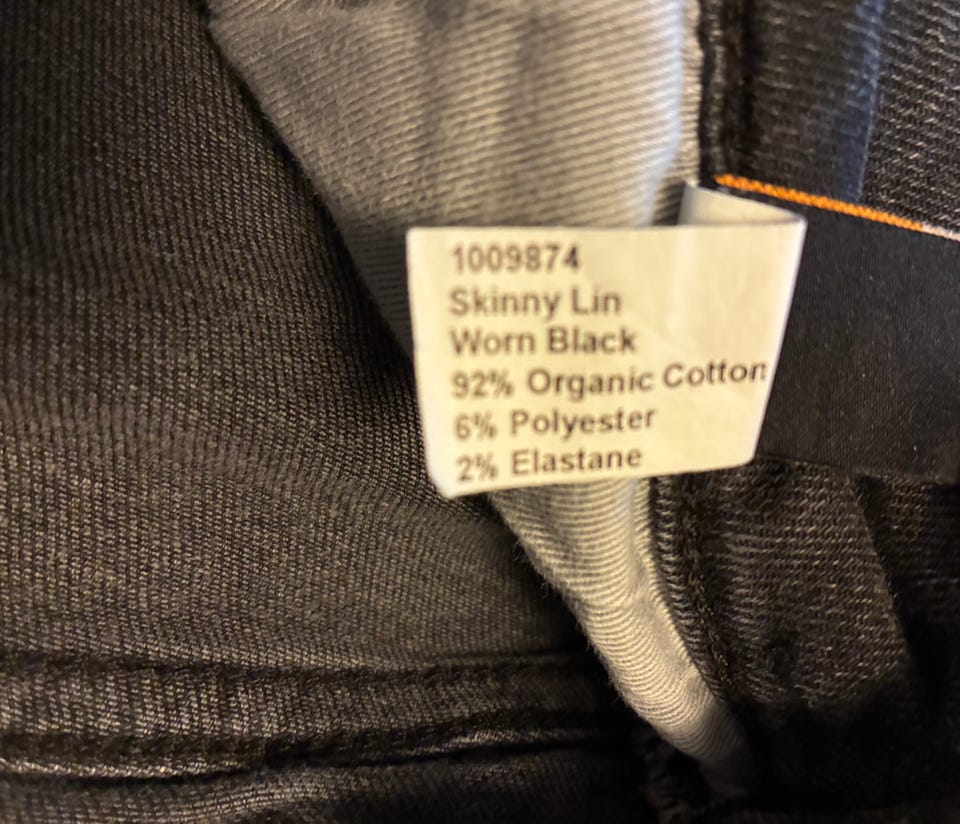 1009874
Skinny Lin
Worn Black
92% Organic Cotton
6% Polyester
2% Elastane